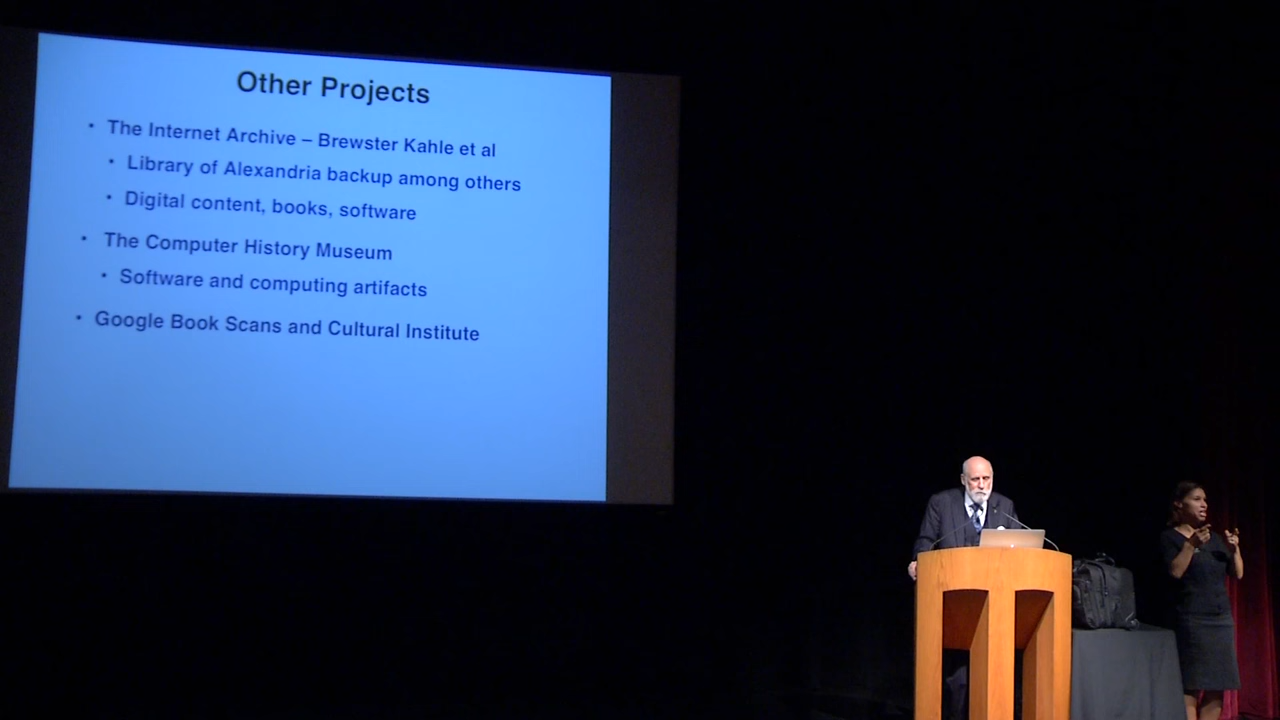 Other Projects
• The Internet Archive – Brewster Kahle et al
• Library of Alexandria backup among others
• Digital content, books, software
• The Computer History Museum
• Software and computing artifacts
• Google Book Scans and Cultural Institute